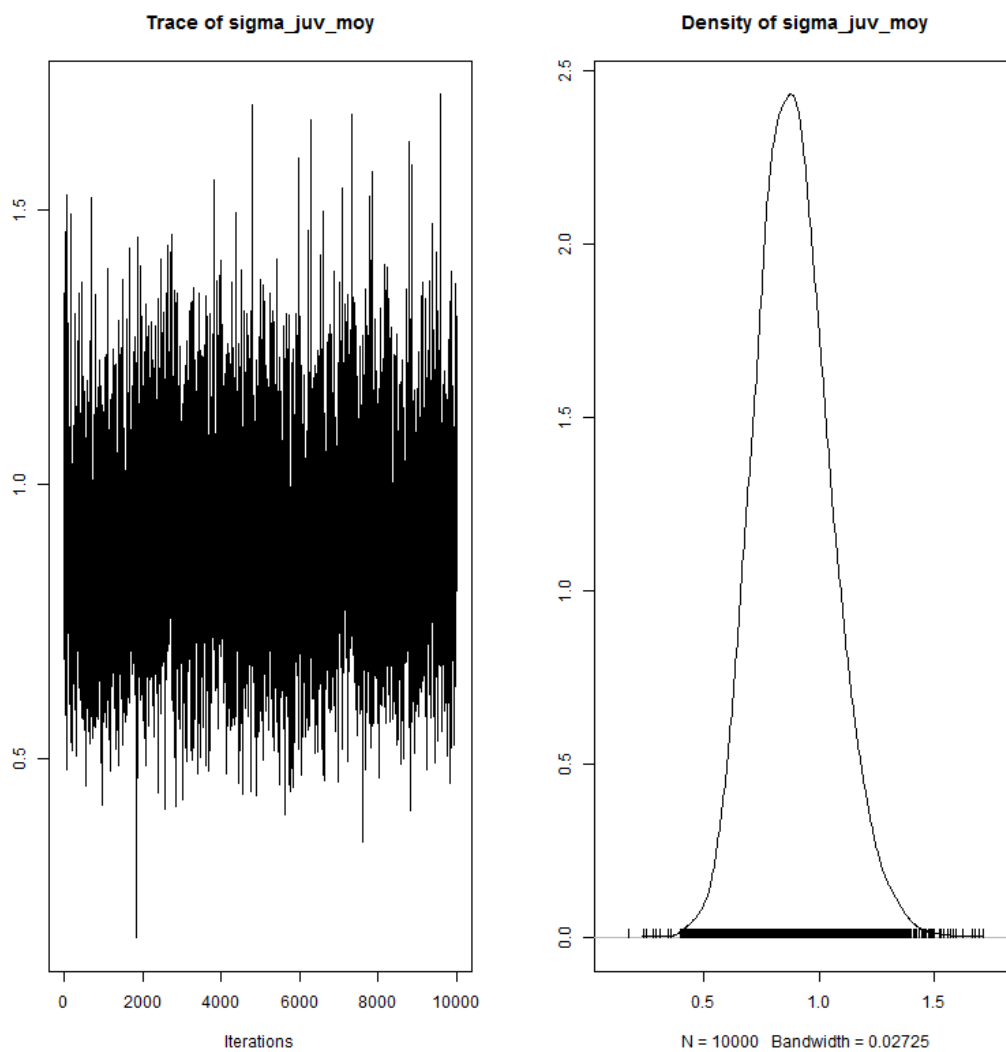 Trace of sigma_juv_moy
1.5
1.0
0.5
0 2000 4000 6000 8000 10000
Iterations
Density of sigma_juv_moy
2.5
2.0
1.5
1.0
0.5
0.0
0.5 1.0 1.5
N = 10000 Bandwidth = 0.02725